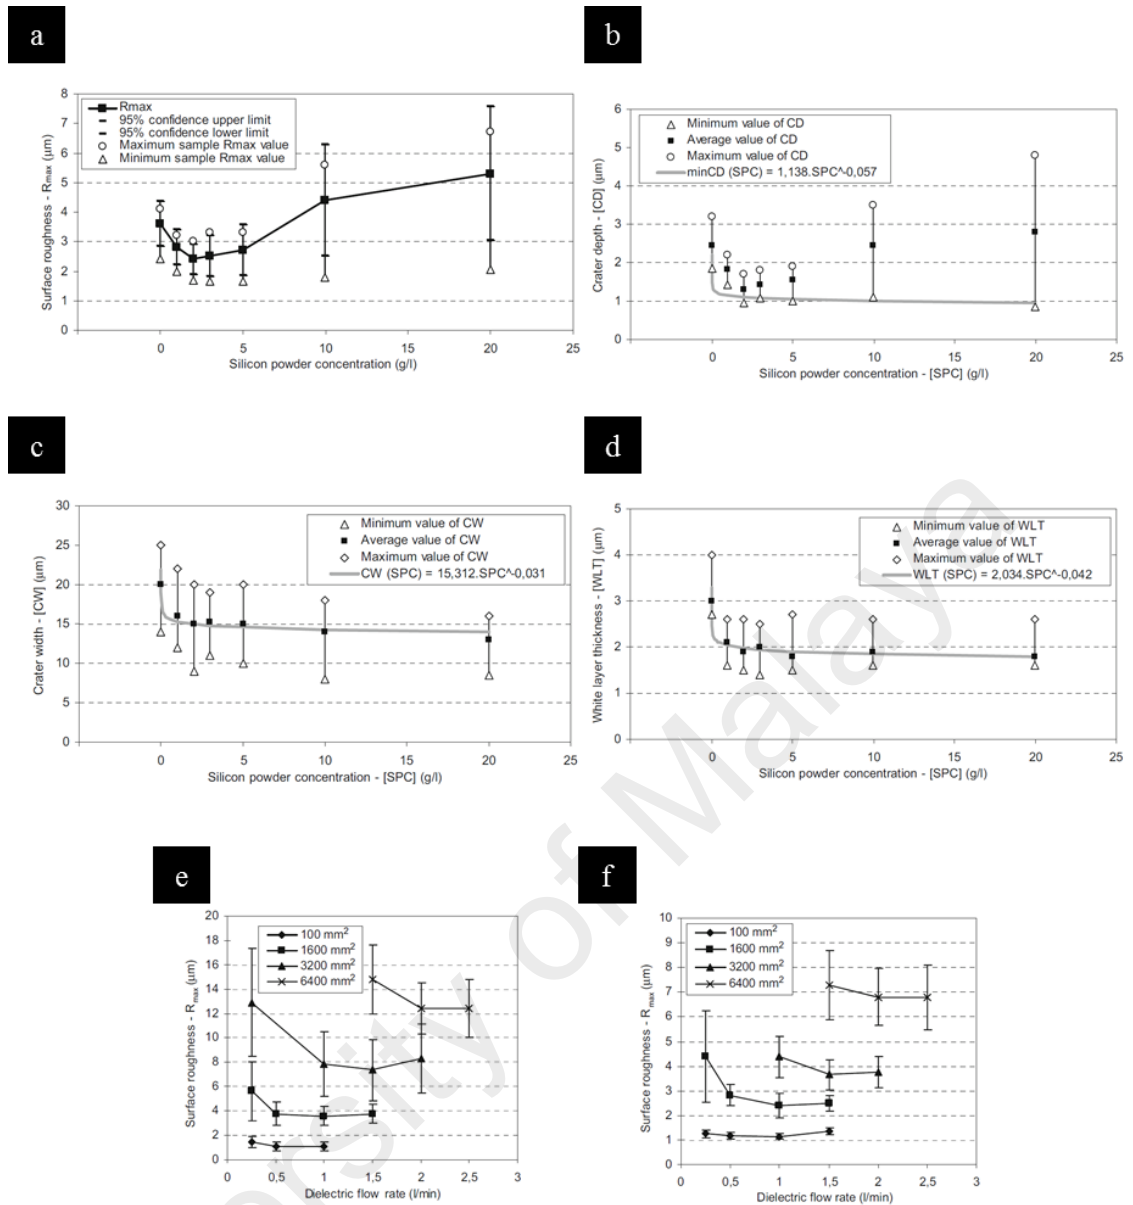 a
b
Surface roughness - Rmax (µm)
8
7
6
5
4
3
2
1
0
Rmax
95% confidence upper limit
95% confidence lower limit
Maximum sample Rmax value
Minimum sample Rmax value
0 5 10 15 20 25
Silicon powder concentration (g/l)
Crater depth - [CD] (µm)
6
5
4
3
2
1
0
Minimum value of CD
Average value of CD
Maximum value of CD
minCD (SPC) = 1,138.SPC^-0,057
0 5 10 15 20 25
Silicon powder concentration - [SPC] (g/l)
c
d
Crater width - [CW] (µm)
30
25
20
15
10
5
0
Minimum value of CW
Average value of CW
Maximum value of CW
CW (SPC) = 15,312.SPC^-0,031
0 5 10 15 20 25
Silicon powder concentration - [SPC] (g/l)
White layer thickness - [WLT] (µm)
5
4
3
2
1
0
Minimum value of WLT
Average value of WLT
Maximum value of WLT
WLT (SPC) = 2,034.SPC^-0,042
0 5 10 15 20 25
Silicon powder concentration - [SPC] (g/l)
e
f
Surface roughness - Rmax (µm)
20
18
16
14
12
10
8
6
4
2
0
100 mm²
1600 mm²
3200 mm²
6400 mm²
0 0,5 1 1,5 2 2,5 3
Dielectric flow rate (l/min)
Surface roughness - Rmax (µm)
10
9
8
7
6
5
4
3
2
1
0
100 mm²
1600 mm²
3200 mm²
6400 mm²
0 0,5 1 1,5 2 2,5 3
Dielectric flow rate (l/min)
ersity of Malaya